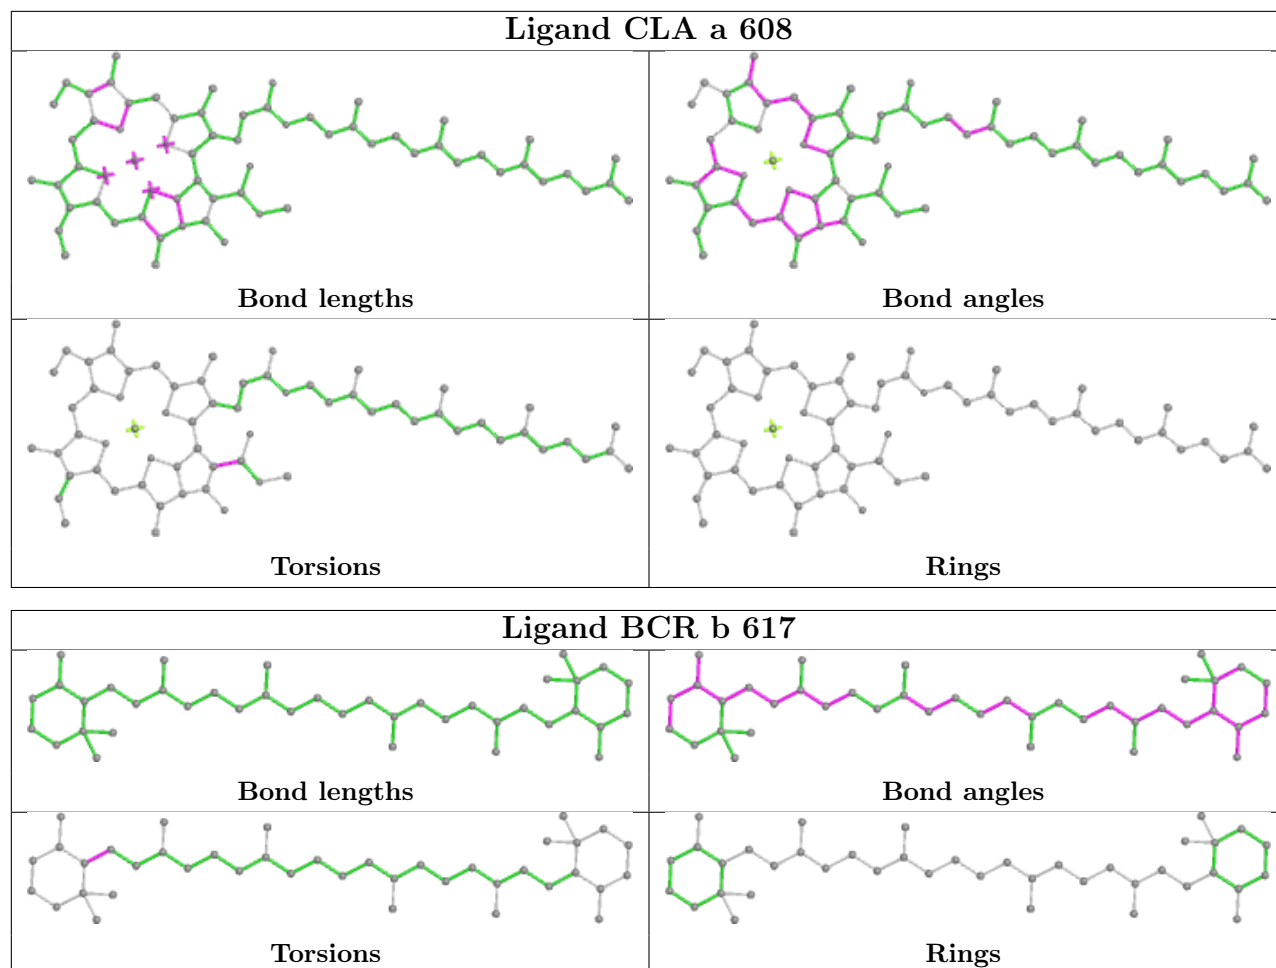 Ligand CLA a 608
Bond lengths
Bond angles
Torsions
Rings
Ligand BCR b 617
Bond lengths
Bond angles
Torsions
Rings